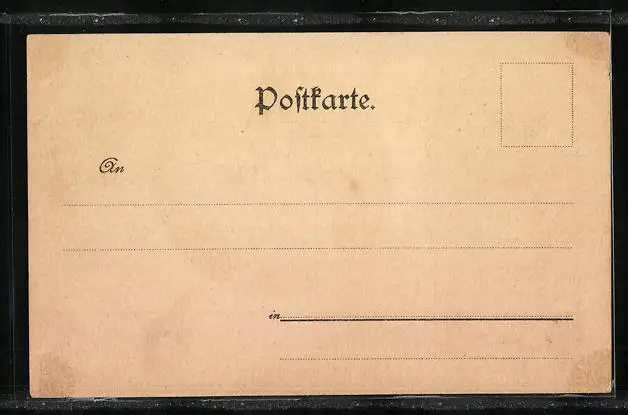 Postkarte.
An
in